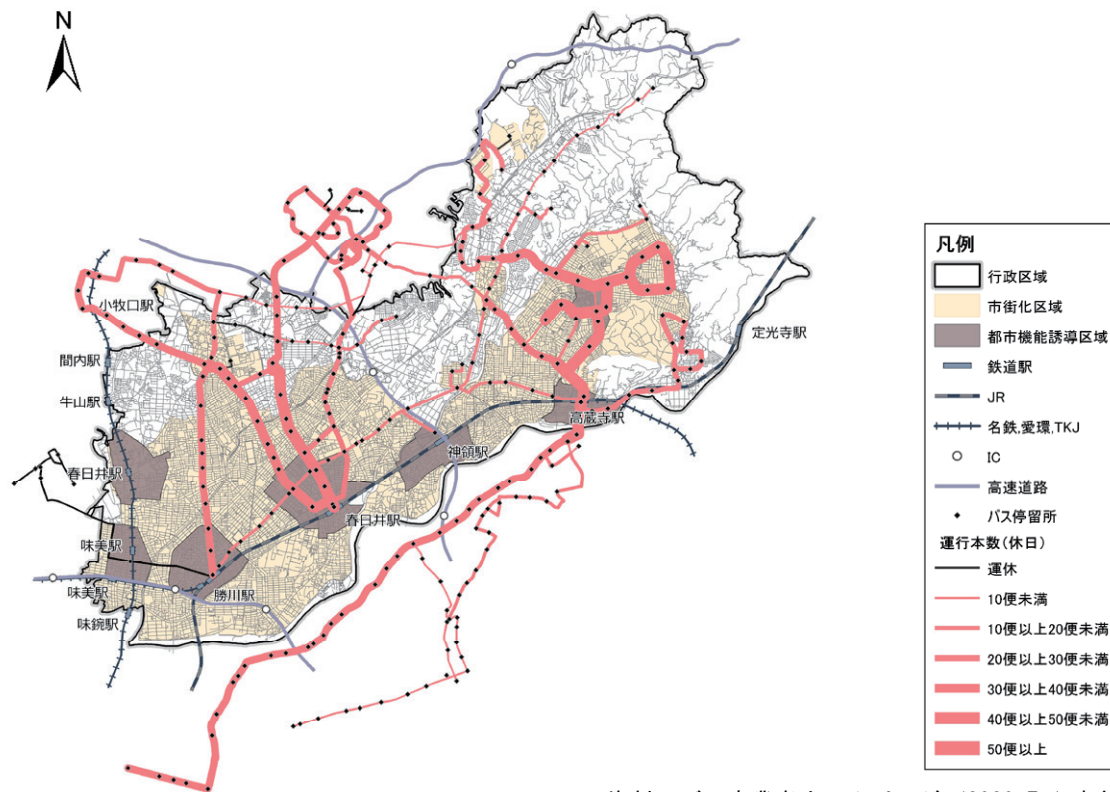 N
小牧口駅
間内駅
牛山駅
春日井駅
味美駅
味美駅
味鋺駅
勝川駅
春日井駅
神領駅
高蔵寺駅
定光寺駅
凡例
行政区域
市街化区域
都市機能誘導区域
鉄道駅
JR
名鉄,愛環,TKJ
IC
高速道路
バス停留所
運行本数(休日)
運休
10便未満
10便以上20便未満
20便以上30便未満
30便以上40便未満
40便以上50便未満
50便以上